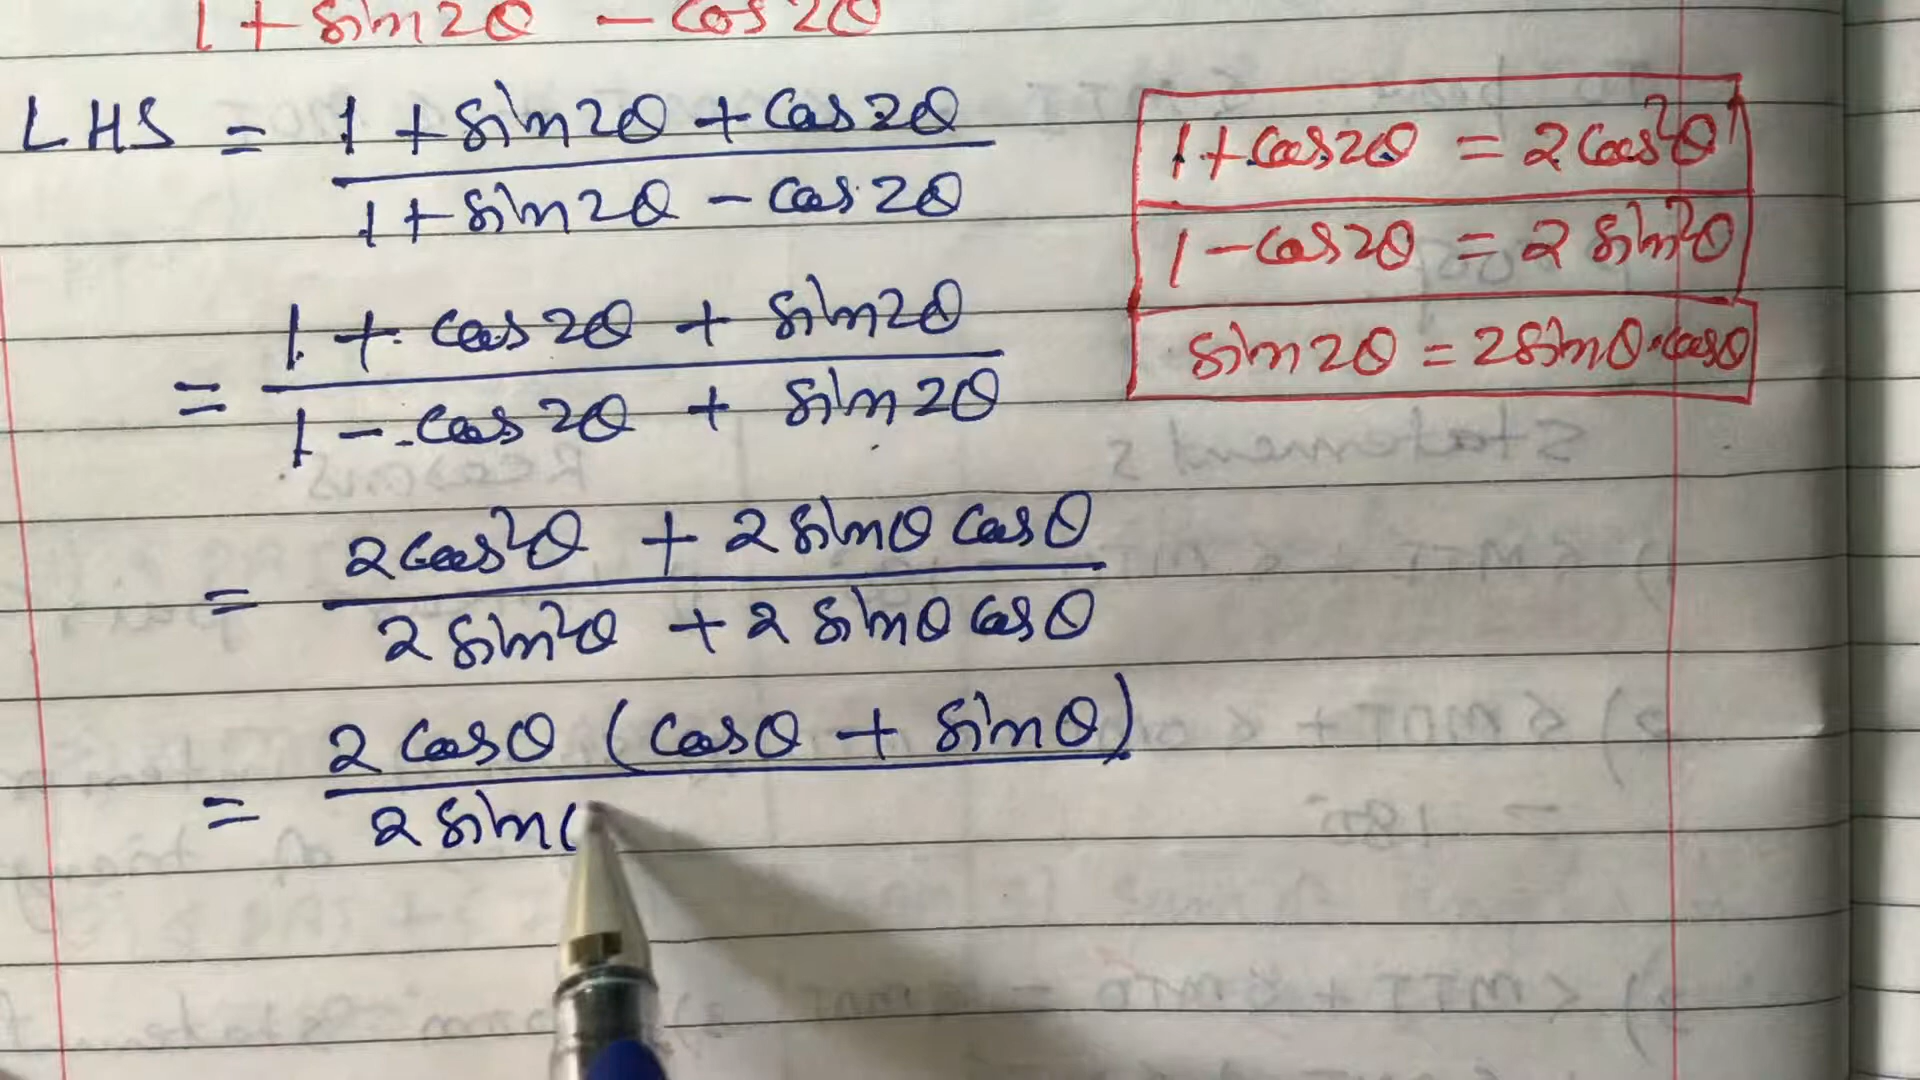 1 + sin2θ - cos2θ
LHS = 1 + sin2θ + cos2θ
1 + sin2θ - cos2θ
= 1 + cos2θ + sin2θ
1 - cos2θ + sin2θ
= 2cos²θ + 2sinθ cosθ
2sin²θ + 2sinθ cosθ
= 2cosθ (cosθ + sinθ)
2sin
1 + cos2θ = 2cos²θ
1 - cos2θ = 2sin²θ
sin2θ = 2sinθ·cosθ